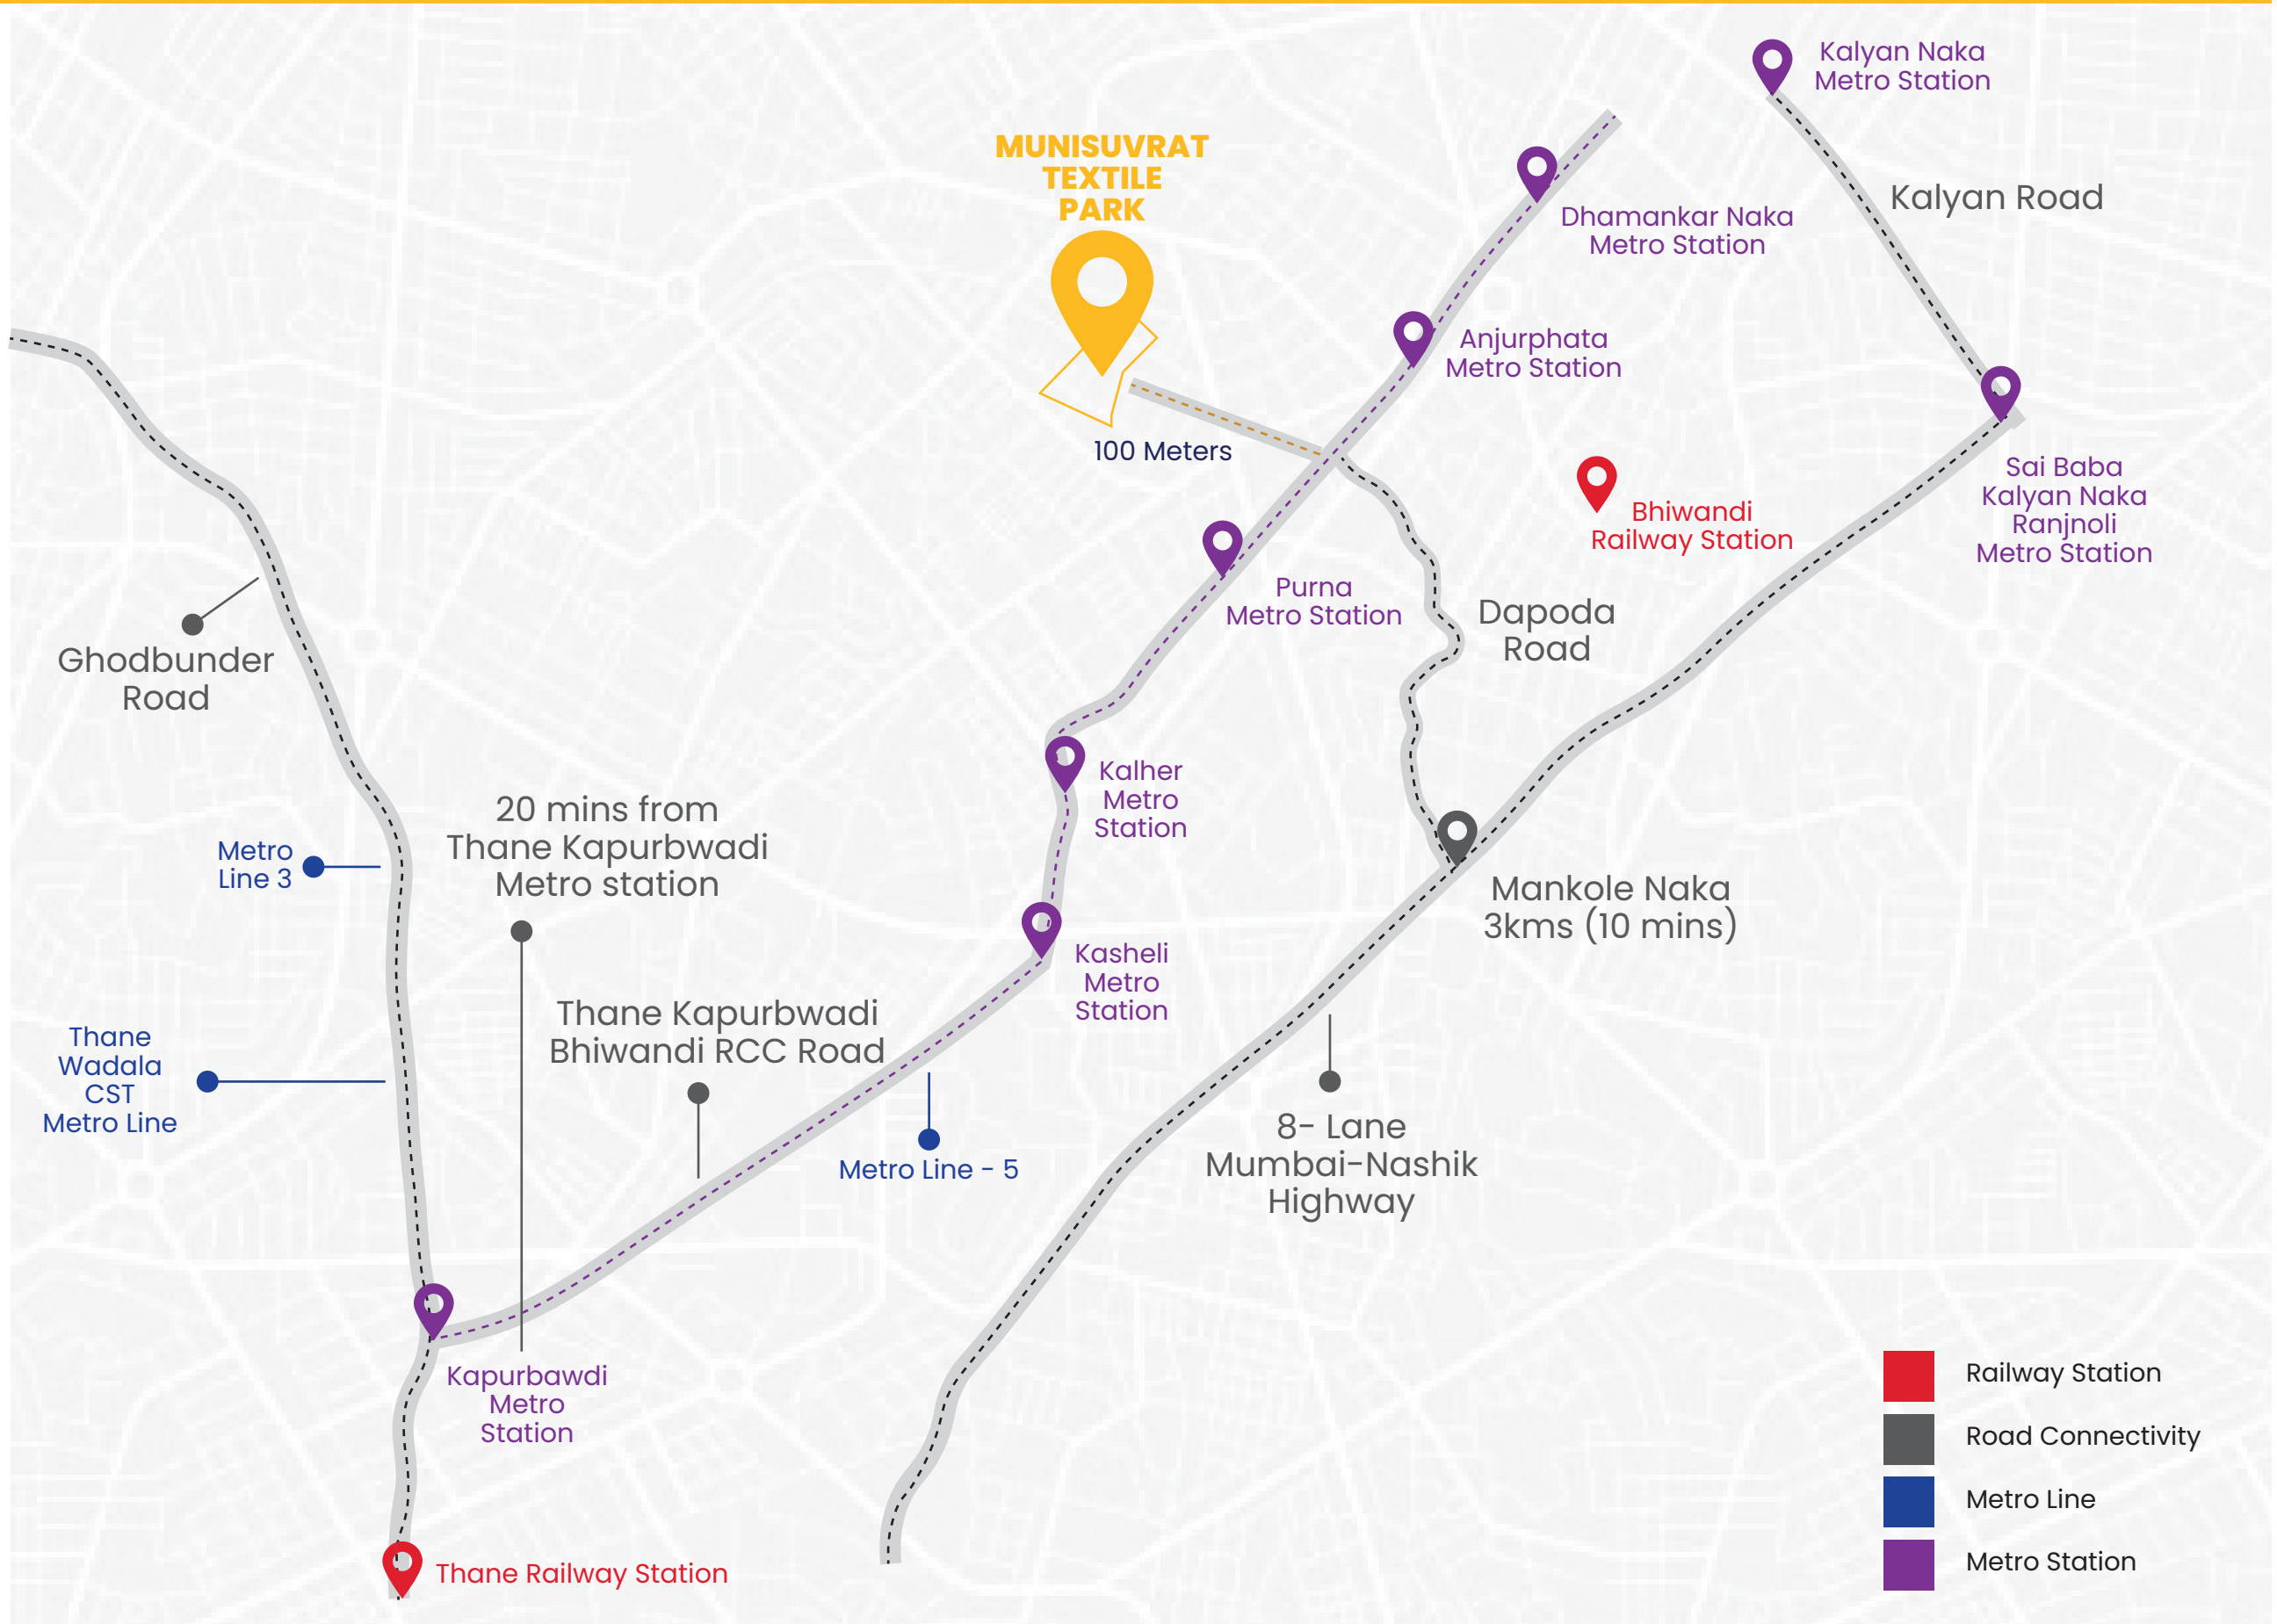 Kalyan Naka
Metro Station
MUNISUVRAT
TEXTILE
PARK
Kalyan Road
Dhamankar Naka
Metro Station
Anjurphata
Metro Station
100 Meters
Sai Baba
Kalyan Naka
Ranjnoli
Metro Station
Bhiwandi
Railway Station
Purna
Metro Station
Dapoda
Road
Ghodbunder
Road
Kalher
Metro
Station
20 mins from
Thane Kapurbwadi
Metro station
Metro
Line 3
Mankole Naka
3kms (10 mins)
Kasheli
Metro
Station
Thane Kapurbwadi
Bhiwandi RCC Road
Thane
Wadala
CST
Metro Line
8- Lane
Mumbai-Nashik
Highway
Metro Line - 5
Kapurbawdi
Metro
Station
Thane Railway Station
Railway Station
Road Connectivity
Metro Line
Metro Station